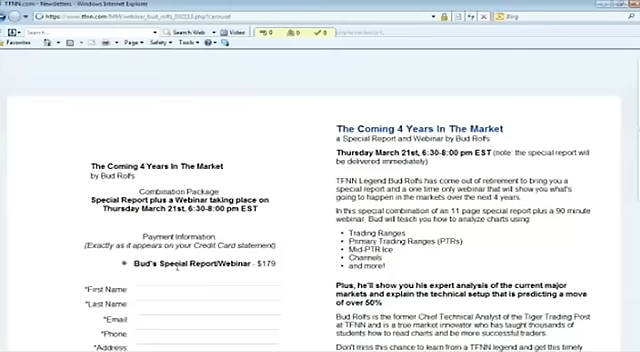 TFNN.com - Newsletters - Windows Internet Explorer
Bing
Search Web
Video
Favorites
The Coming 4 Years In The Market
by Bud Rolfs
Combination Package:
Special Report plus a Webinar taking place on
Thursday March 21st, 6:30-8:00 pm EST
Payment Information
(Exactly as it appears on your Credit Card statement)
Bud's Special Report/Webinar - $179
*First Name:
*Last Name:
*Email:
*Phone:
*Address:
The Coming 4 Years In The Market
a Special Report and Webinar by Bud Rolfs
Thursday March 21st, 6:30-8:00 pm EST (note: the special report will
be delivered immediately)
TFNN Legend Bud Rolfs has come out of retirement to bring you a
special report and a one time only webinar that will show you what's
going to happen in the markets over the next 4 years.
In this special combination of an 11 page special report plus a 90 minute
webinar, Bud will teach you how to analyze charts using:
• Trading Ranges
• Primary Trading Ranges (PTRs)
• Mid-PTR Ice
• Channels
• and more!
Plus, he'll show you his expert analysis of the current major
markets and explain the technical setup that is predicting a move
of over 50%
Bud Rolfs is the former Chief Technical Analyst of the Tiger Trading Post
at TFNN and is a true market innovator who has taught thousands of
students how to read charts and be more successful traders.
Don't miss this chance to learn from a TFNN legend and get this timely